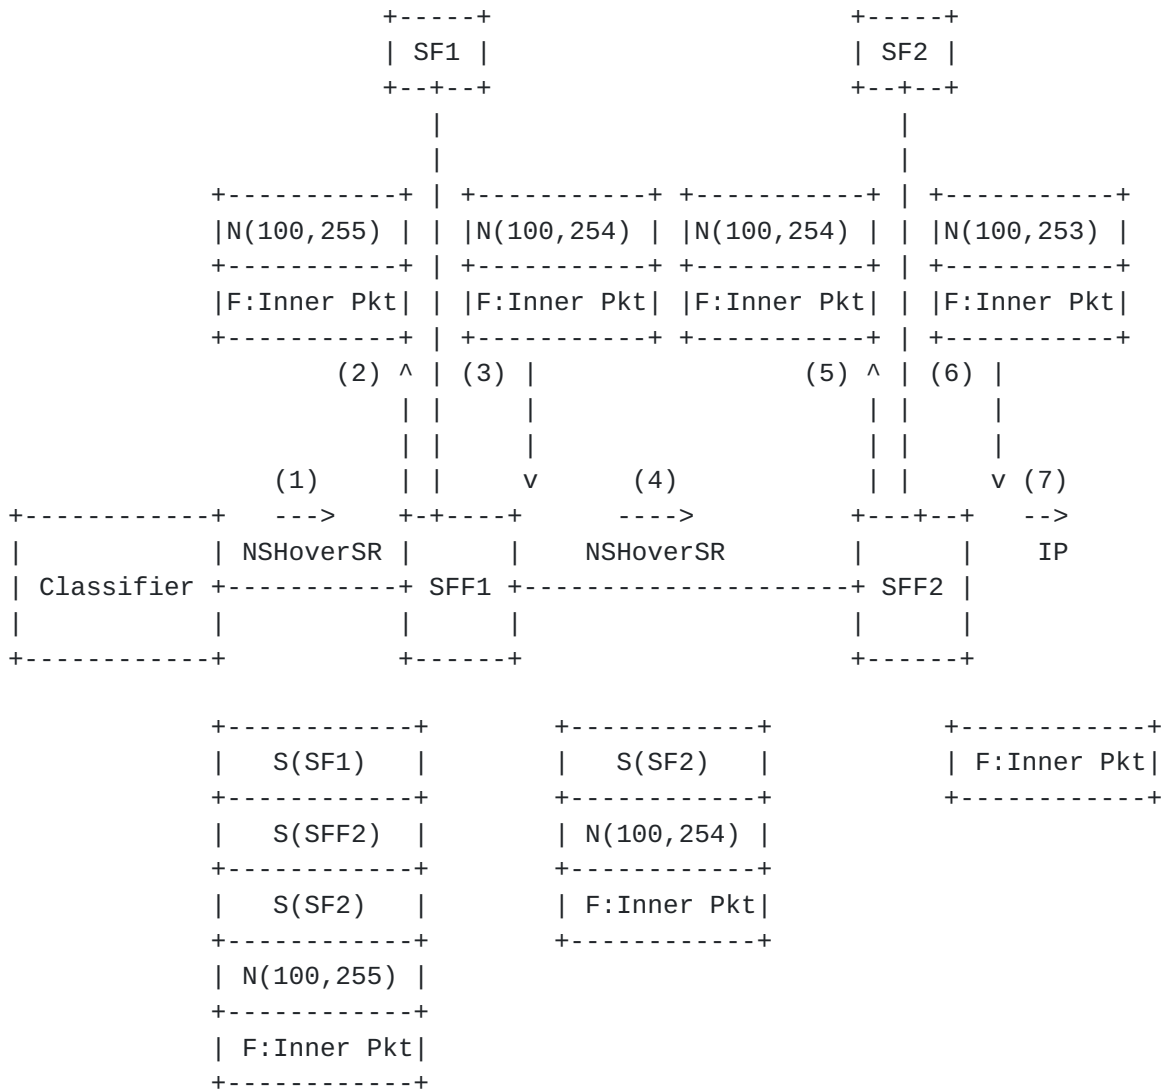 SF1 SF2
N(100,255) N(100,254) N(100,254) N(100,253)
F:Inner Pkt F:Inner Pkt F:Inner Pkt F:Inner Pkt
(2) ^ (3) (5) ^ (6)
(1) v (4) v (7)
---> ----> -->
NSHoverSR NSHoverSR IP
Classifier SFF1 SFF2
S(SF1) S(SF2) F:Inner Pkt
S(SFF2) N(100,254)
S(SF2) F:Inner Pkt
N(100,255)
F:Inner Pkt